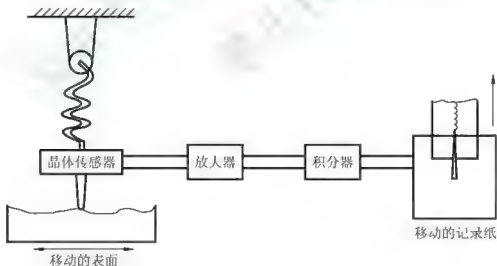 晶体传感器
放人器
积分器
移动的记录纸
移动的表面